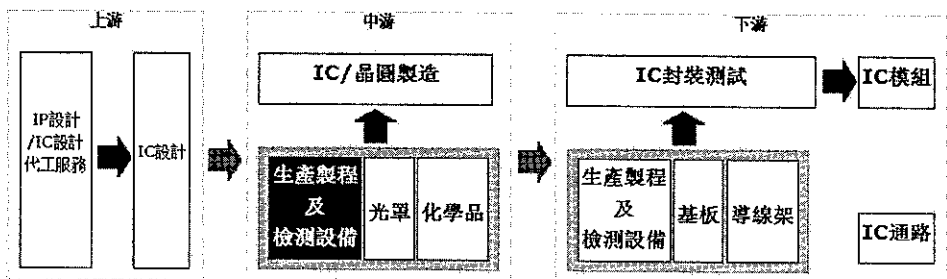 上游
IP設計
/IC設計
代工服務
IC設計
中游
IC/晶圓製造
生產製程
及
檢測設備
光罩
化學品
下游
IC封裝測試
IC模組
生產製程
及
檢測設備
基板
導線架
IC通路